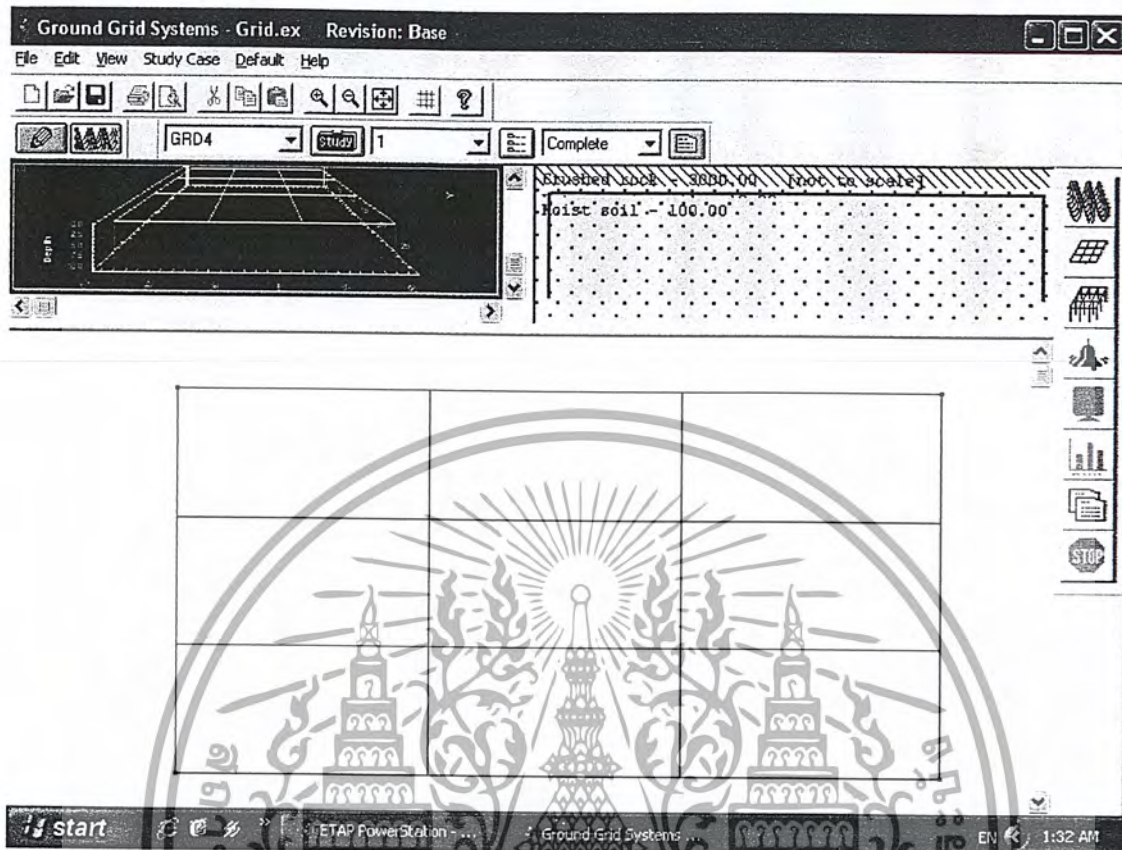 Ground Grid Systems - Grid.ex Revision: Base
File Edit View Study Case Default Help
GRD4 Study 1 Complete
Crushed rock - 3000.00 [not to scale]
Moist soil - 100.00
Depth
STOP
start ETAP PowerStation - ... Ground Grid Systems ... EN 1:32 AM